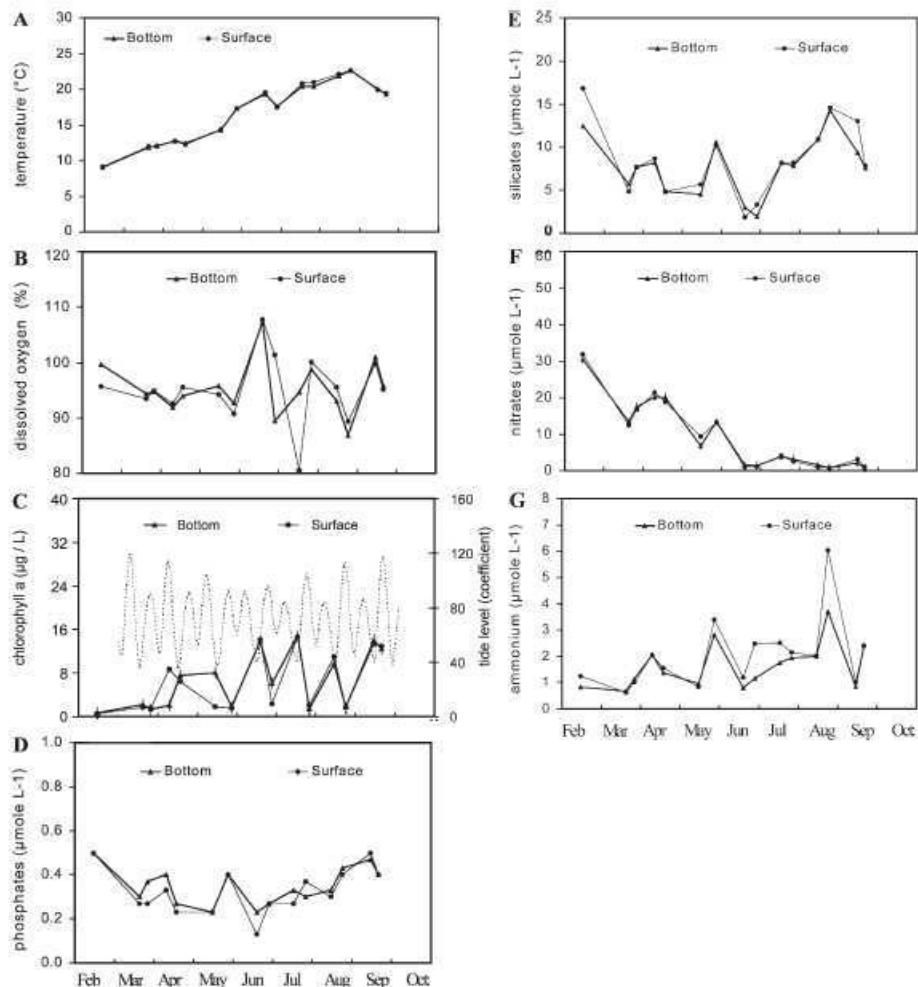 A
30
25
20
15
10
5
0
temperature (°C)
Bottom
Surface
B
120
110
100
90
80
dissolved oxygen (%)
Bottom
Surface
C
40
32
24
16
8
0
chlorophyll a (µg / L)
Bottom
Surface
160
120
80
40
0
tide level (coefficient)
D
1.0
0.8
0.6
0.4
0.2
0.0
phosphates (µmole L-1)
Bottom
Surface
Feb Mar Apr May Jun Jul Aug Sep Oct
E
25
20
15
10
5
0
silicates (µmole L-1)
Bottom
Surface
F
60
50
40
30
20
10
0
nitrates (µmole L-1)
Bottom
Surface
G
8
7
6
5
4
3
2
1
0
ammonium (µmole L-1)
Bottom
Surface
Feb Mar Apr May Jun Jul Aug Sep Oct